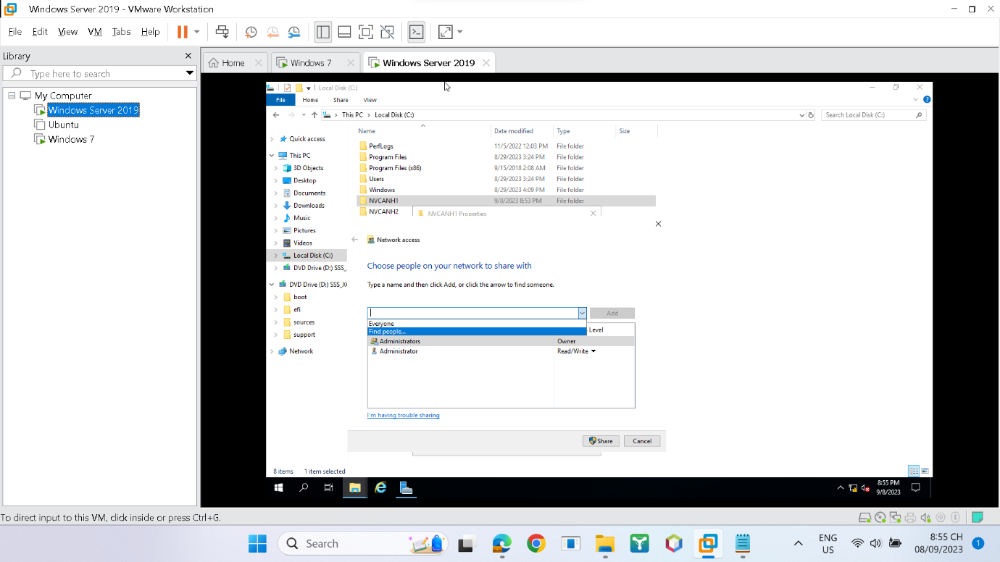 Windows Server 2019 - VMware Workstation
File Edit View VM Tabs Help
Library
Type here to search
My Computer
Windows Server 2019
Ubuntu
Windows 7
Home
Windows 7
Windows Server 2019
Local Disk (C:)
File Home Share View
This PC Local Disk (C:)
Search Local Disk (C:)
Quick access
This PC
3D Objects
Desktop
Documents
Downloads
Music
Pictures
Videos
Local Disk (C:)
DVD Drive (D:) SSS_
DVD Drive (D:) SSS_X
boot
efi
sources
support
Network
Name Date modified Type Size
PerfLogs 11/5/2022 12:03 PM File folder
Program Files 8/29/2023 3:24 PM File folder
Program Files (x86) 9/15/2018 2:08 AM File folder
Users 8/29/2023 3:24 PM File folder
Windows 8/29/2023 4:09 PM File folder
NVCANH1 9/8/2023 8:53 PM File folder
NVCANH2
NVCANH1 Properties
Network access
Choose people on your network to share with
Type a name and then click Add, or click the arrow to find someone.
Add
Everyone
Find people...
Level
Administrators Owner
Administrator Read/Write
I'm having trouble sharing
Share Cancel
8 items 1 item selected
8:55 PM
9/8/2023
To direct input to this VM, click inside or press Ctrl+G.
Search
ENG
US
8:55 CH
08/09/2023
1